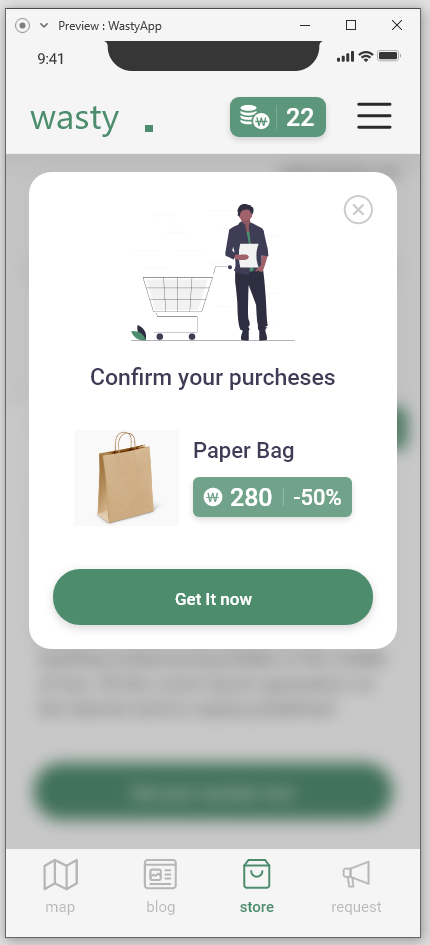 Preview : WastyApp
9:41
wasty .
₩ 22
Confirm your purcheses
Paper Bag
₩ 280 -50%
Get It now
map
blog
store
request